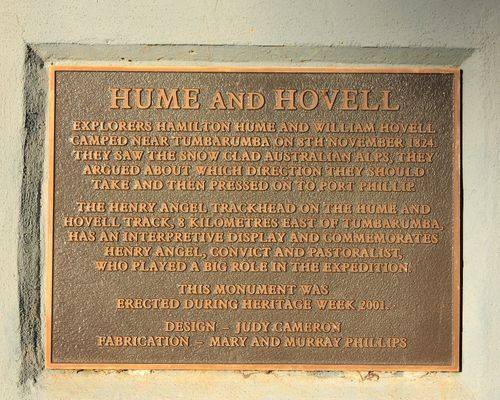 HUME AND HOVELL
EXPLORERS HAMILTON HUME AND WILLIAM HOVELL
CAMPED NEAR TUMBARUMBA ON 8TH NOVEMBER 1824.
THEY SAW THE SNOW CLAD AUSTRALIAN ALPS, THEY
ARGUED ABOUT WHICH DIRECTION THEY SHOULD
TAKE AND THEN PRESSED ON TO PORT PHILLIP.
THE HENRY ANGEL TRACKHEAD ON THE HUME AND
HOVELL TRACK, 8 KILOMETRES EAST OF TUMBARUMBA,
HAS AN INTERPRETIVE DISPLAY AND COMMEMORATES
HENRY ANGEL, CONVICT AND PASTORALIST,
WHO PLAYED A BIG ROLE IN THE EXPEDITION.
THIS MONUMENT WAS
ERECTED DURING HERITAGE WEEK 2001.
DESIGN – JUDY CAMERON
FABRICATION – MARY AND MURRAY PHILLIPS